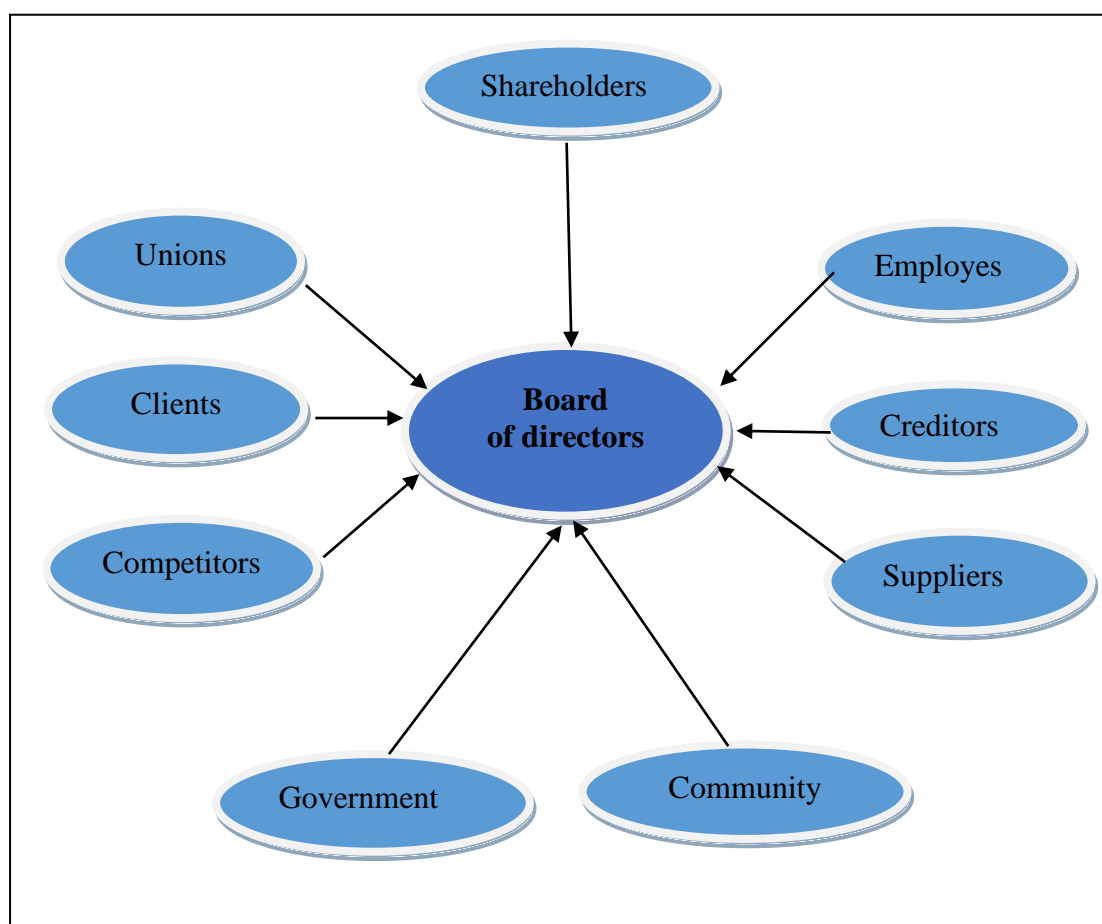 Shareholders
Unions
Employes
Clients
Board
of directors
Creditors
Competitors
Suppliers
Government
Community